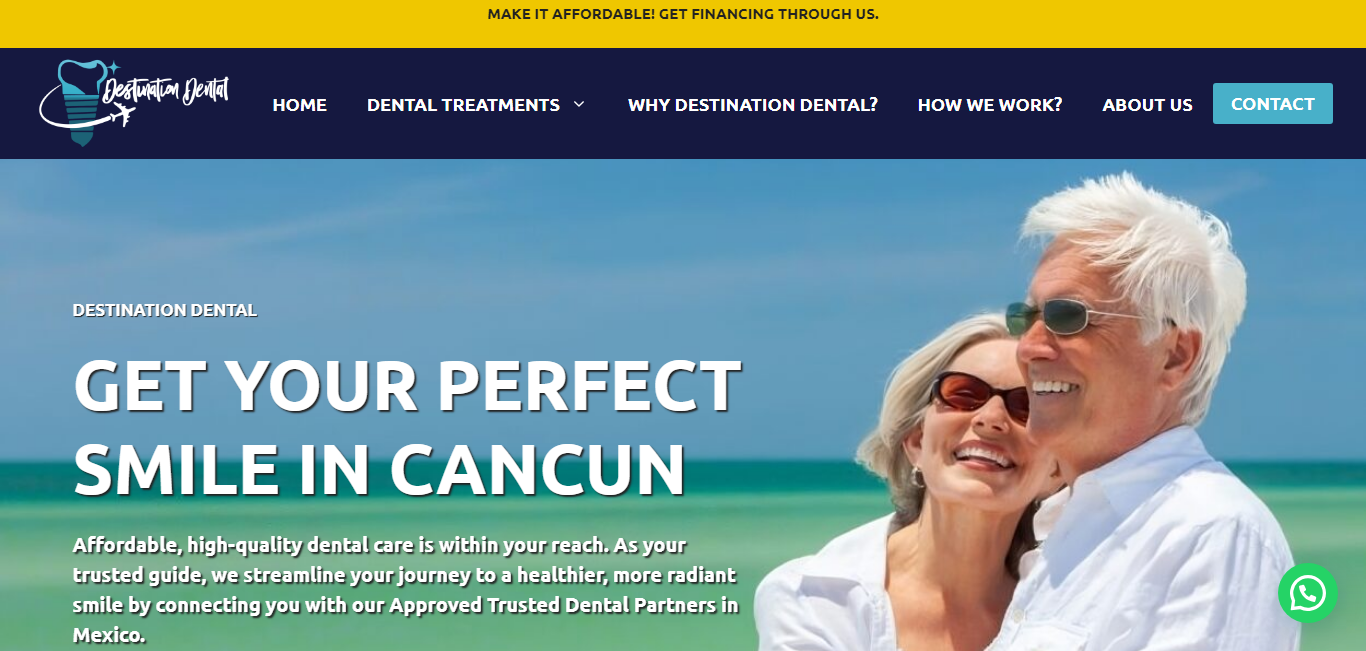 MAKE IT AFFORDABLE! GET FINANCING THROUGH US.
Destination Dental
HOME
DENTAL TREATMENTS
WHY DESTINATION DENTAL?
HOW WE WORK?
ABOUT US
CONTACT
DESTINATION DENTAL
GET YOUR PERFECT
SMILE IN CANCUN
Affordable, high-quality dental care is within your reach. As your
trusted guide, we streamline your journey to a healthier, more radiant
smile by connecting you with our Approved Trusted Dental Partners in
Mexico.